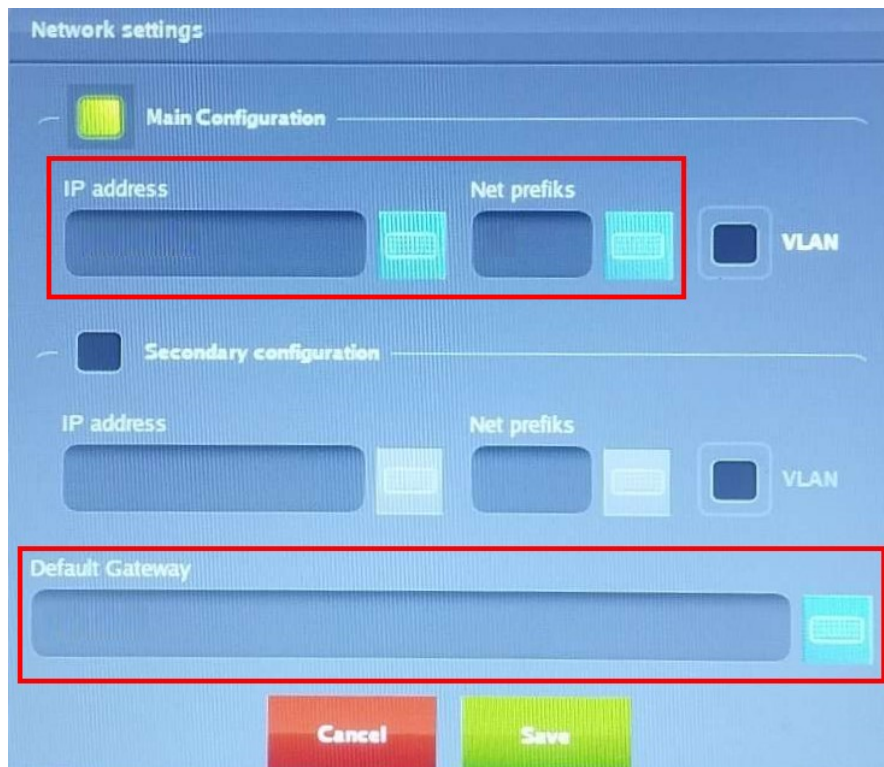 Network settings
Main Configuration
IP address Net prefiks
VLAN
Secondary configuration
IP address Net prefiks
VLAN
Default Gateway
Cancel Save